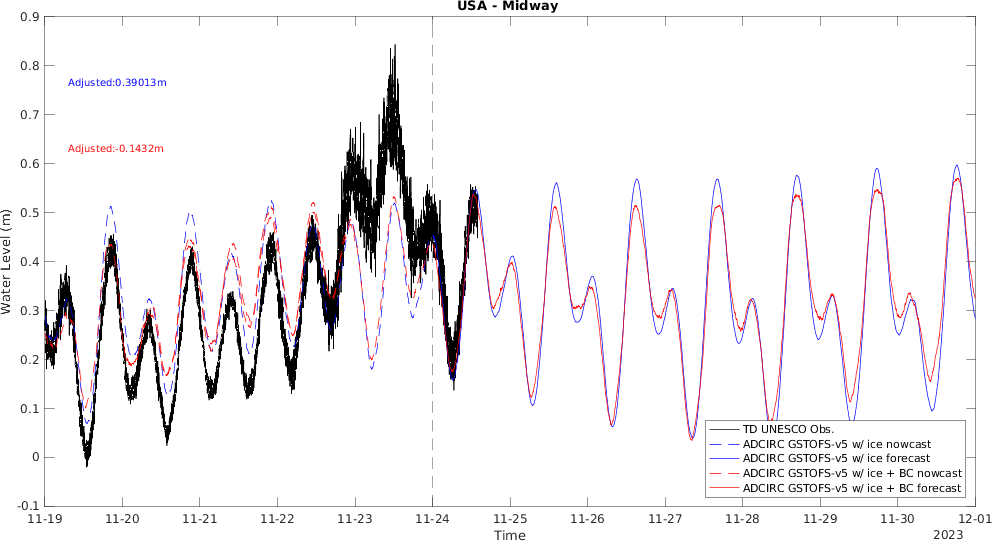 USA - Midway
0.9
0.8
0.7
0.6
0.5
0.4
0.3
0.2
0.1
0
-0.1
Water Level (m)
Adjusted:0.39013m
Adjusted:-0.1432m
TD UNESCO Obs.
ADCIRC GSTOFS-v5 w/ ice nowcast
ADCIRC GSTOFS-v5 w/ ice forecast
ADCIRC GSTOFS-v5 w/ ice + BC nowcast
ADCIRC GSTOFS-v5 w/ ice + BC forecast
11-19 11-20 11-21 11-22 11-23 11-24 11-25 11-26 11-27 11-28 11-29 11-30 12-01
Time
2023